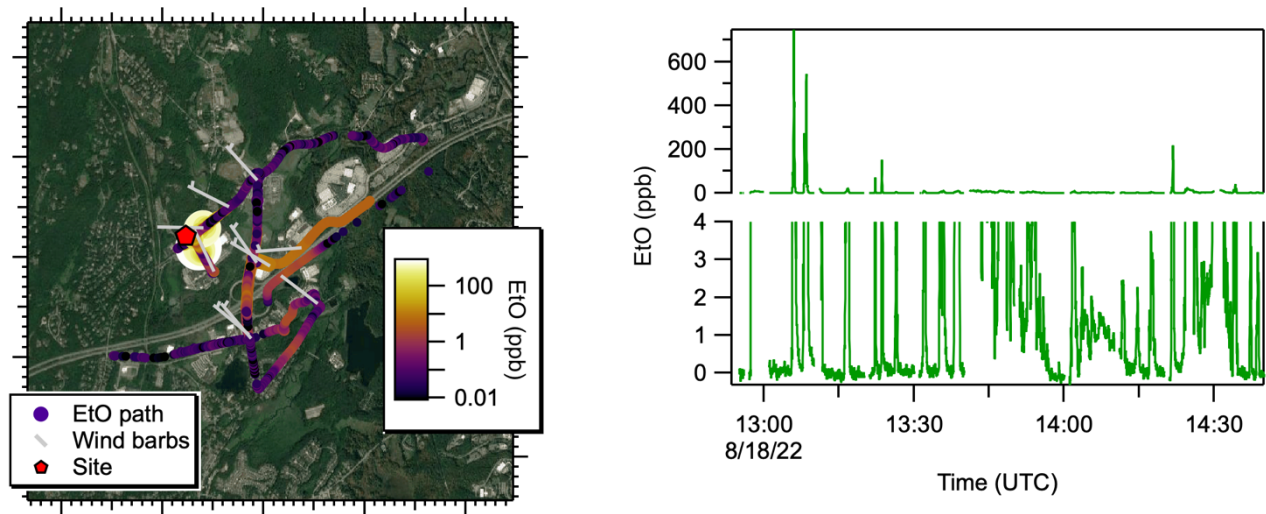 100
1
0.01
EtO (ppb)
EtO path
Wind barbs
Site
600
400
200
0
4
3
2
1
0
EtO (ppb)
13:00
13:30
14:00
14:30
8/18/22
Time (UTC)